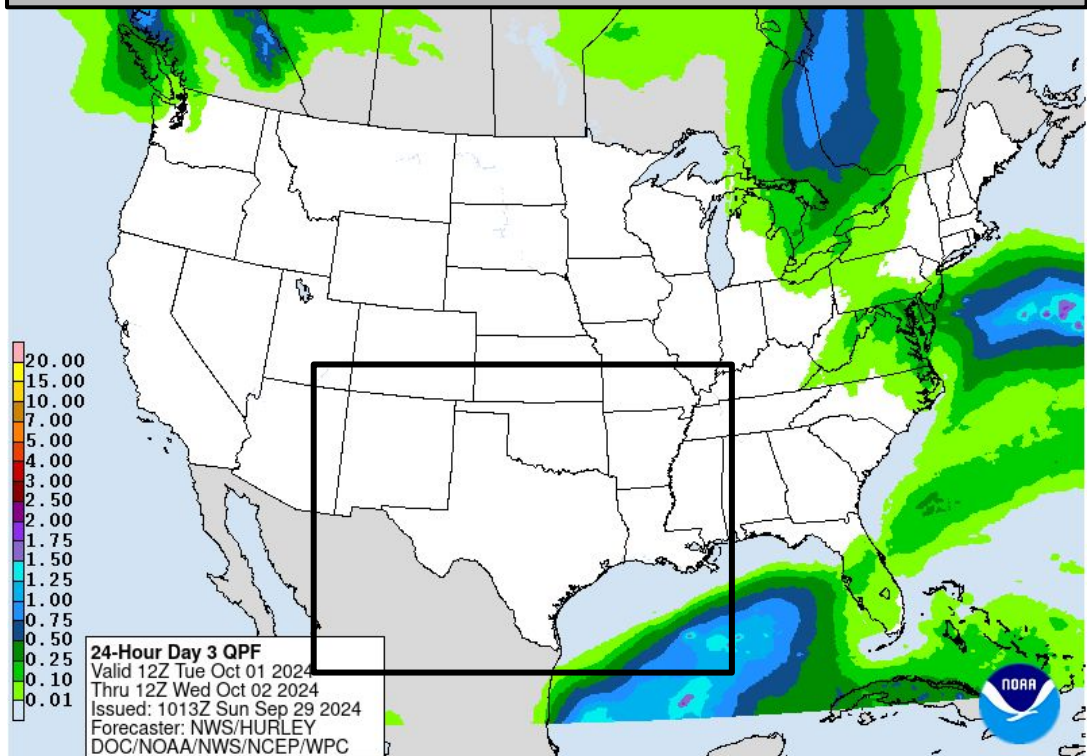 20.00
15.00
10.00
7.00
5.00
4.00
3.00
2.50
2.00
1.75
1.50
1.25
1.00
0.75
0.50
0.25
0.10
0.01
24-Hour Day 3 QPF
Valid 12Z Tue Oct 01 2024
Thru 12Z Wed Oct 02 2024
Issued: 1013Z Sun Sep 29 2024
Forecaster: NWS/HURLEY
DOC/NOAA/NWS/NCEP/WPC
NOAA